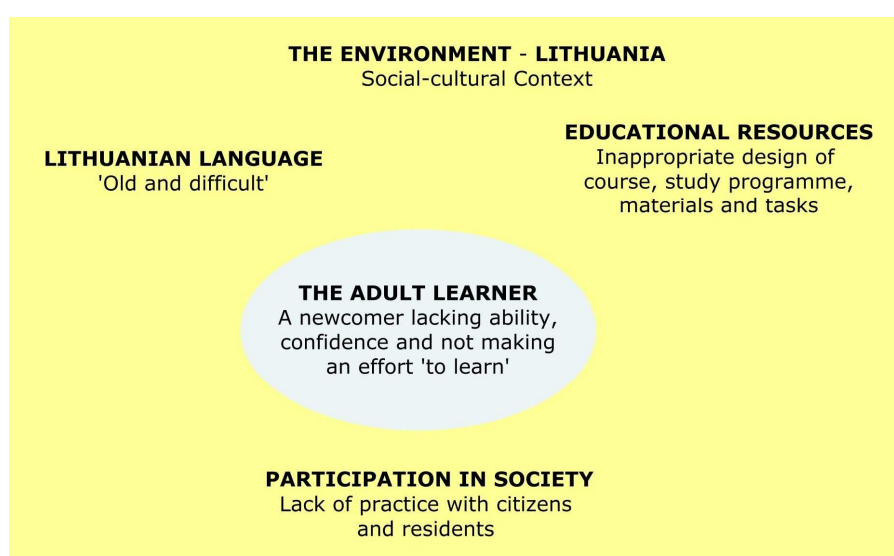 THE ENVIRONMENT - LITHUANIA
Social-cultural Context
LITHUANIAN LANGUAGE
'Old and difficult'
EDUCATIONAL RESOURCES
Inappropriate design of
course, study programme,
materials and tasks
THE ADULT LEARNER
A newcomer lacking ability,
confidence and not making
an effort 'to learn'
PARTICIPATION IN SOCIETY
Lack of practice with citizens
and residents